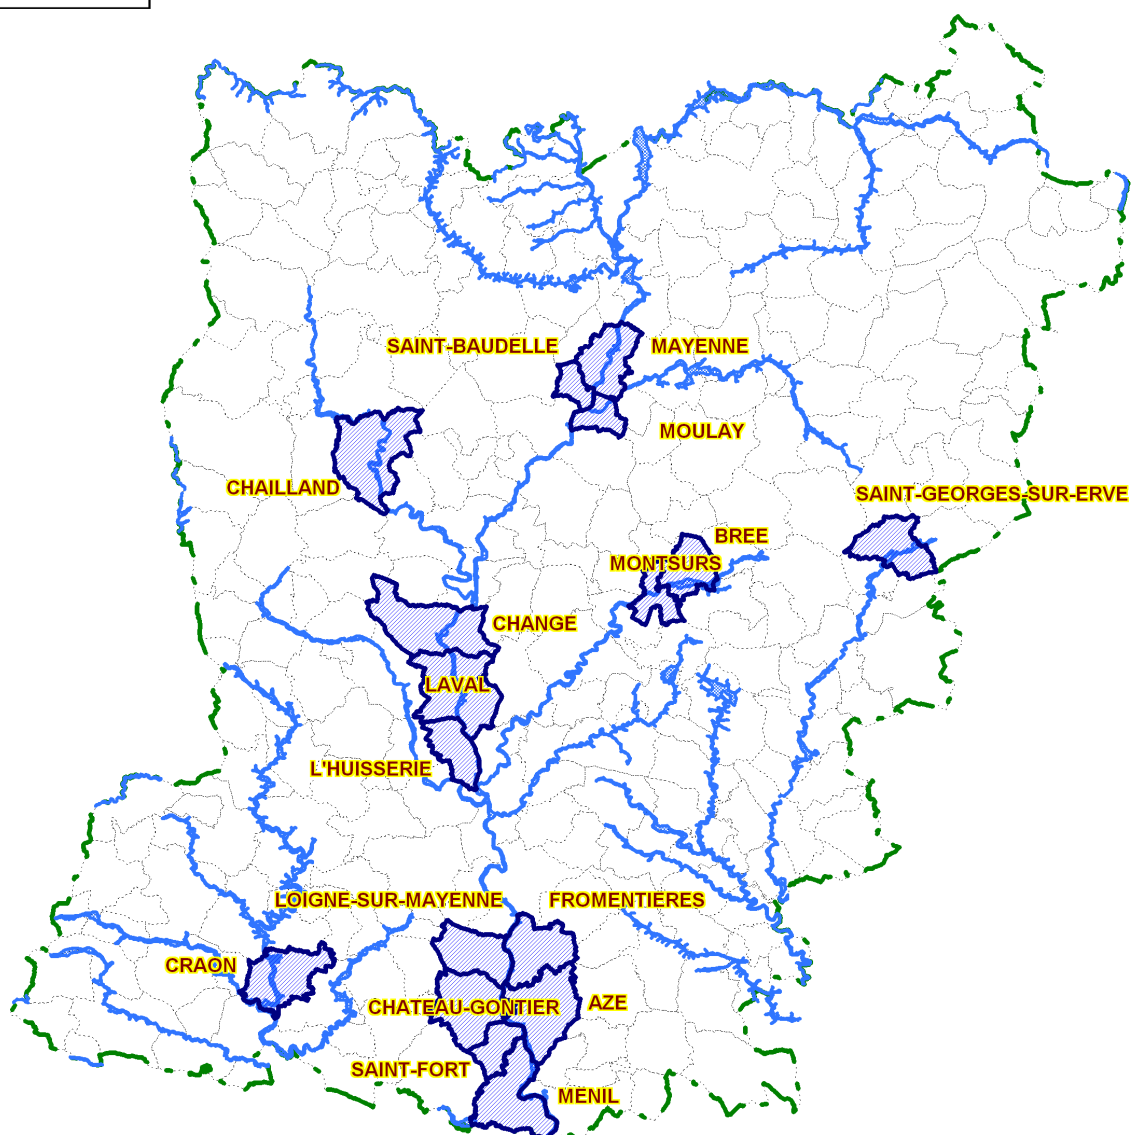 SAINT-BAUDELLE
MAYENNE
MOULAY
CHAILLAND
SAINT-GEORGES-SUR-ERVE
BREE
MONTSURS
CHANGE
LAVAL
L'HUISSERIE
LOIGNE-SUR-MAYENNE
FROMENTIERES
CRAON
CHATEAU-GONTIER
AZE
SAINT-FORT
MENIL